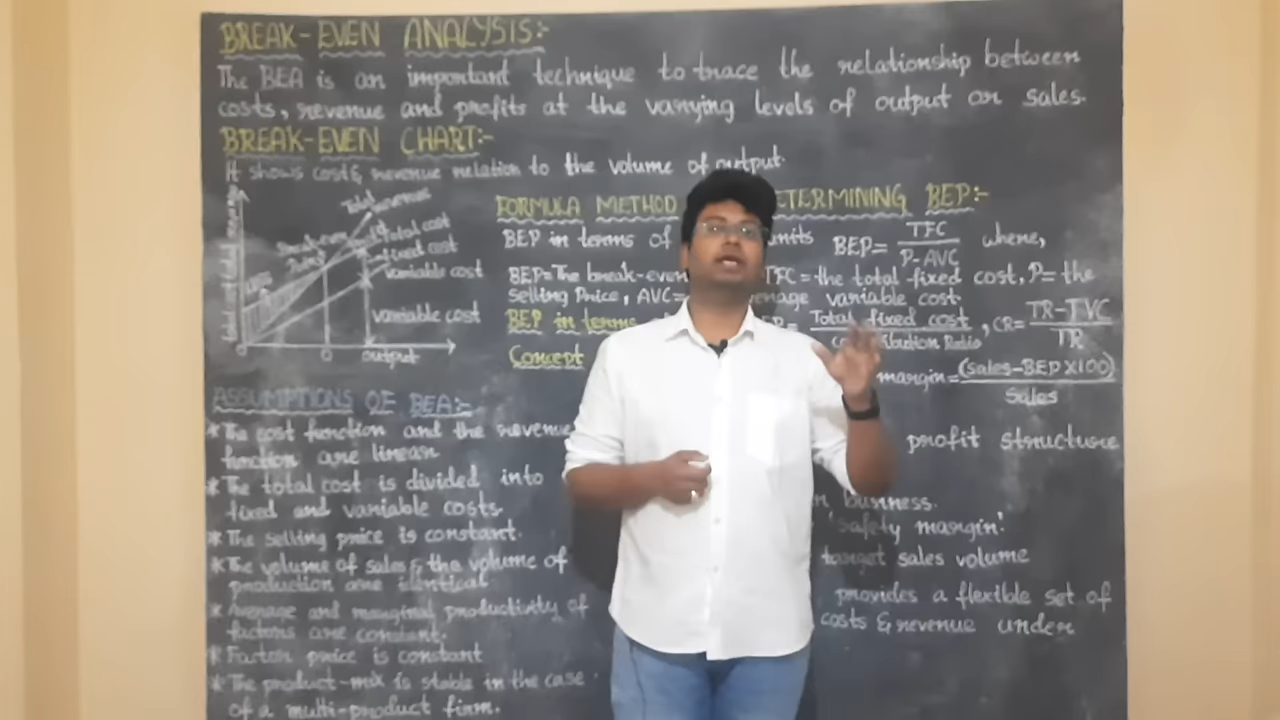 BREAK-EVEN ANALYSIS:-
The BEA is an important technique to trace the relationship between
costs, revenue and profits at the varying levels of output or sales.
BREAK-EVEN CHART:-
It shows cost & revenue relation to the volume of output.
Total revenue
Total cost
fixed cost
variable cost
variable cost
O
output
FORMULA METHOD ETERMINING BEP:-
BEP in terms of units BEP= TFC / P-AVC where,
BEP=The break-even TFC=the total fixed cost, P= the
selling Price, AVC= enage variable cost.
BEP in terms Total fixed cost / Ratio , CR= TR-TVC / TR
Concept margin= (sales-BEP X100) / Sales
ASSUMPTIONS OF BEA:-
* The cost function and the revenue
function are linear
* The total cost is divided into
fixed and variable costs.
* The selling price is constant.
* The volume of sales & the volume of
production are identical.
* Average and marginal productivity of
factors are constant.
* Factor price is constant
* The product-mix is stable in the case
of a multi-product firm.
profit structure
n business.
'safety margin'.
target sales volume
provides a flexible set of
costs & revenue under